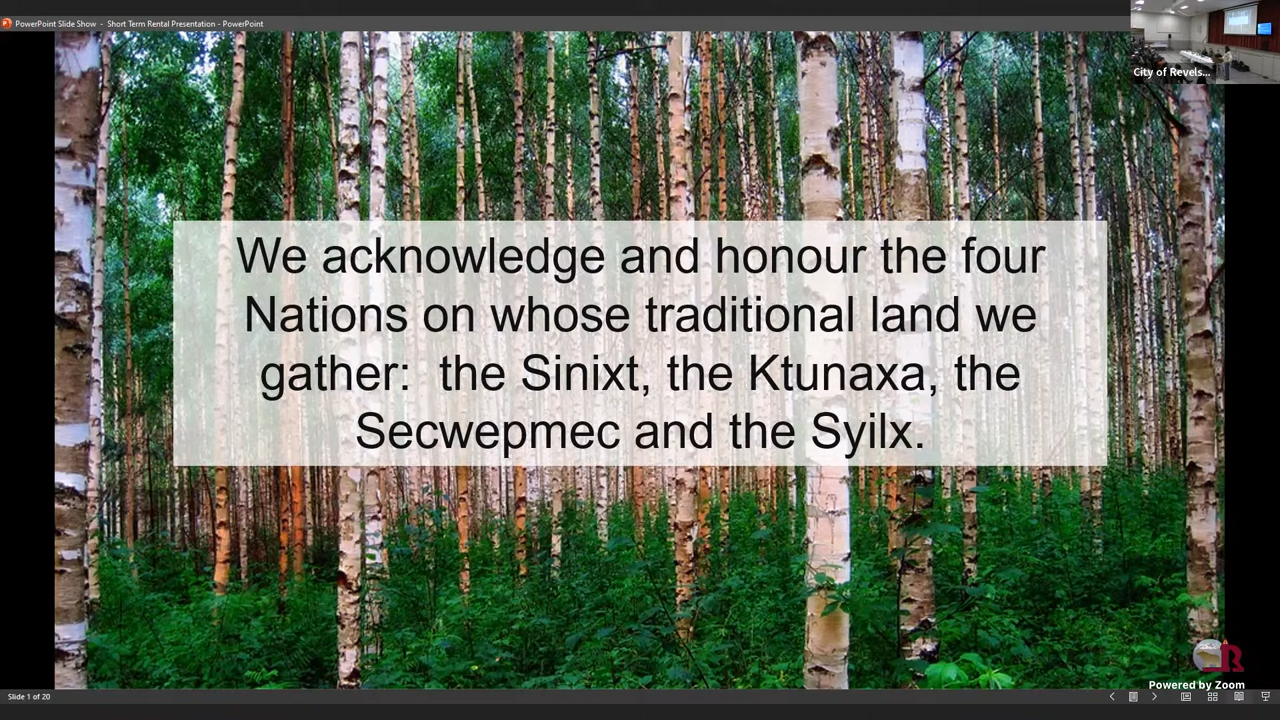 PowerPoint Slide Show - Short Term Rental Presentation - PowerPoint
City of Revels...
We acknowledge and honour the four
Nations on whose traditional land we
gather: the Sinixt, the Ktunaxa, the
Secwepmec and the Syilx.
R
Powered by Zoom
Slide 1 of 20